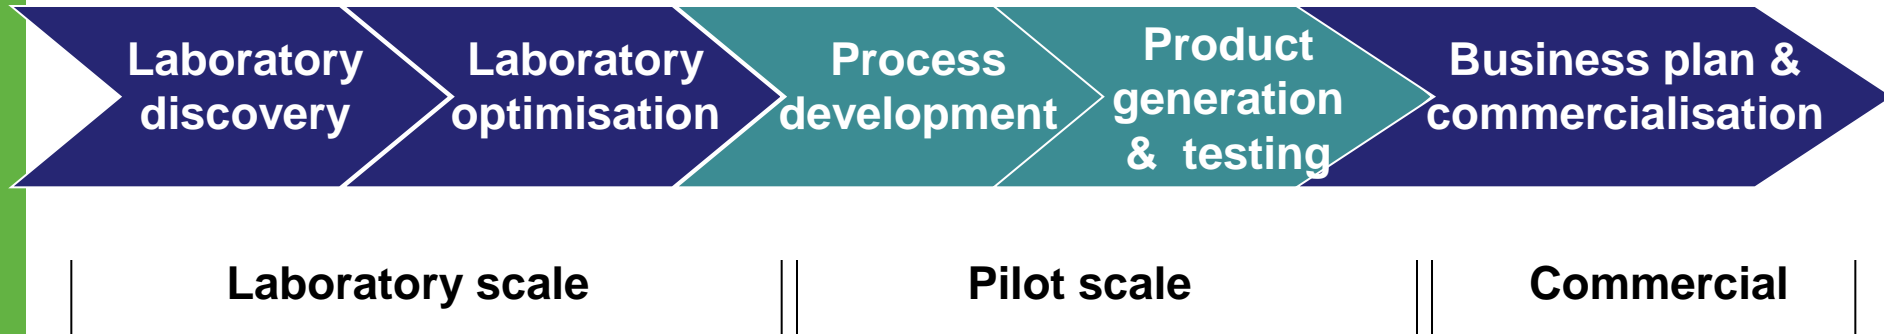 Laboratory
discovery
Laboratory
optimisation
Process
development
Product
generation
& testing
Business plan &
commercialisation
Laboratory scale
Pilot scale
Commercial